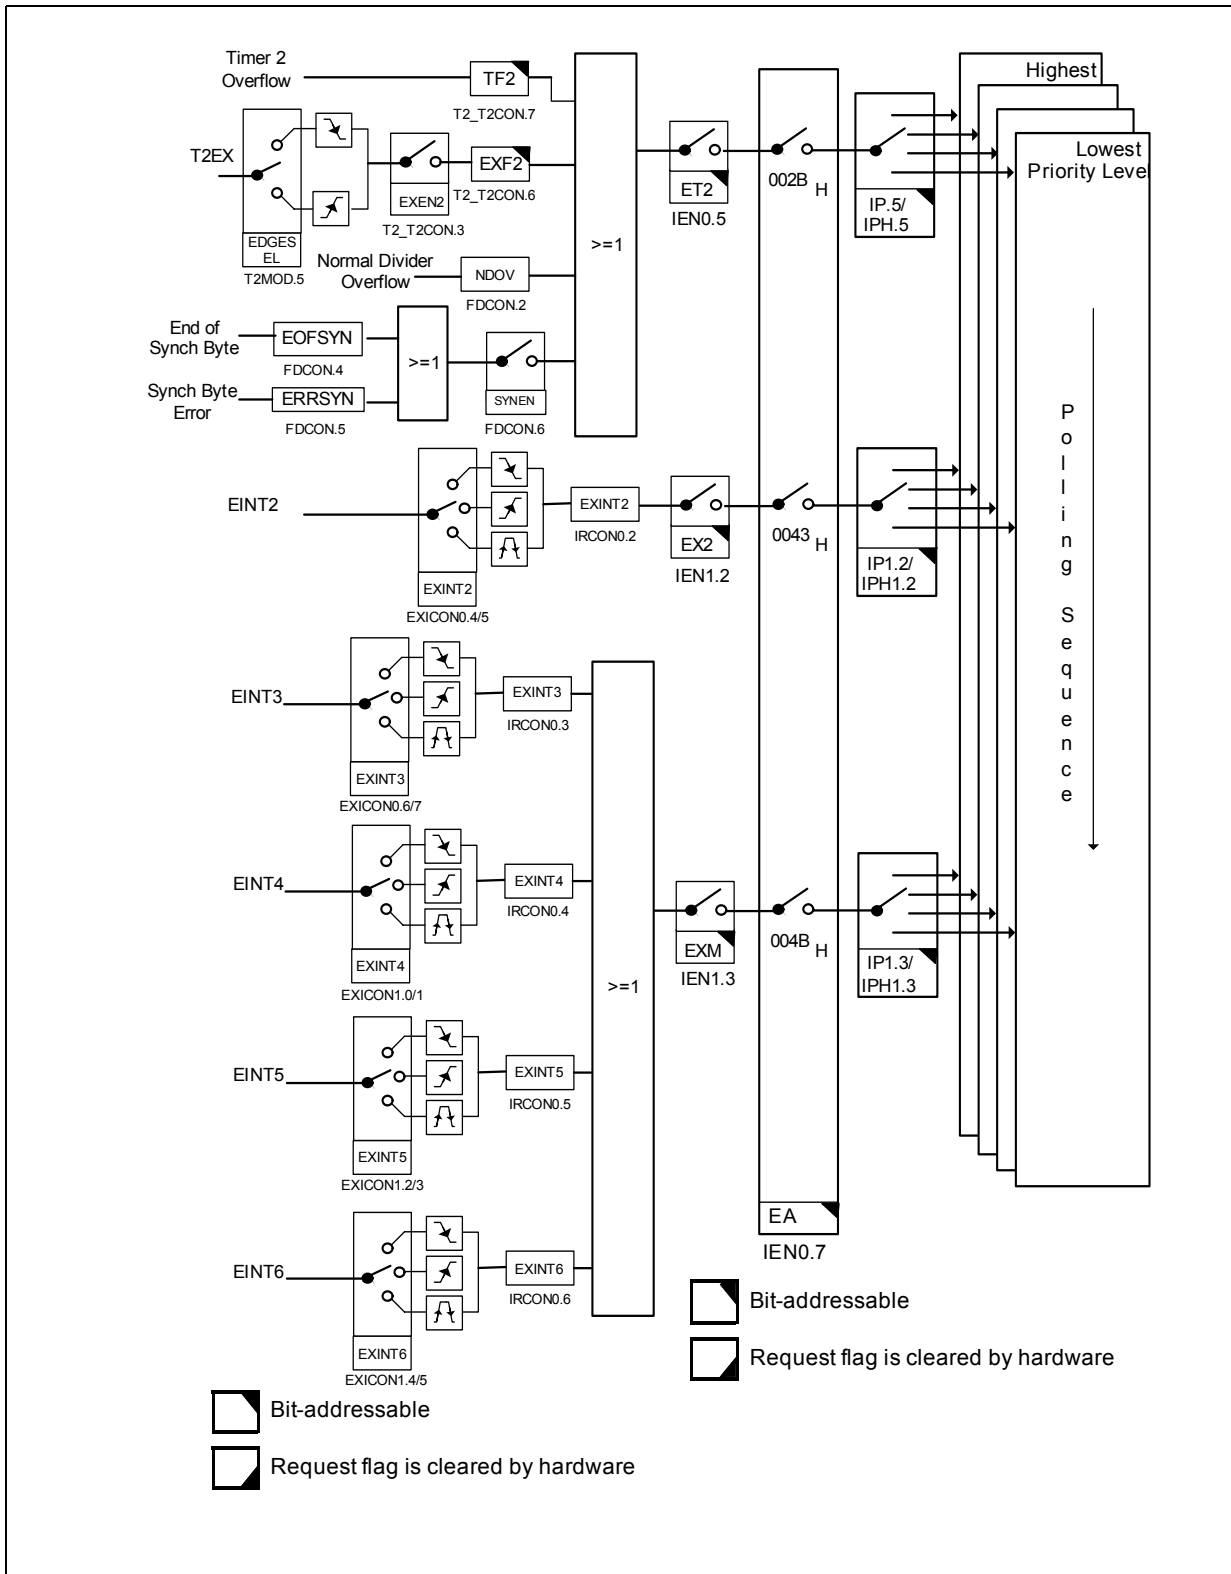 Timer 2
Overflow
TF2
T2_T2CON.7
T2EX
EDGES
EL
T2MOD.5
EXEN2
T2_T2CON.3
EXF2
T2_T2CON.6
Normal Divider
Overflow
NDOV
FDCON.2
End of
Synch Byte
EOFSYN
FDCON.4
Synch Byte
Error
ERRSYN
FDCON.5
>=1
SYNEN
FDCON.6
>=1
ET2
IEN0.5
002B H
IP.5/
IPH.5
Highest
Lowest
Priority Level
EINT2
EXINT2
EXICON0.4/5
EXINT2
IRCON0.2
EX2
IEN1.2
0043 H
IP1.2/
IPH1.2
Polling Sequence
EINT3
EXINT3
EXICON0.6/7
EXINT3
IRCON0.3
EINT4
EXINT4
EXICON1.0/1
EXINT4
IRCON0.4
EINT5
EXINT5
EXICON1.2/3
EXINT5
IRCON0.5
EINT6
EXINT6
EXICON1.4/5
EXINT6
IRCON0.6
>=1
EXM
IEN1.3
004B H
IP1.3/
IPH1.3
EA
IEN0.7
Bit-addressable
Request flag is cleared by hardware
Bit-addressable
Request flag is cleared by hardware